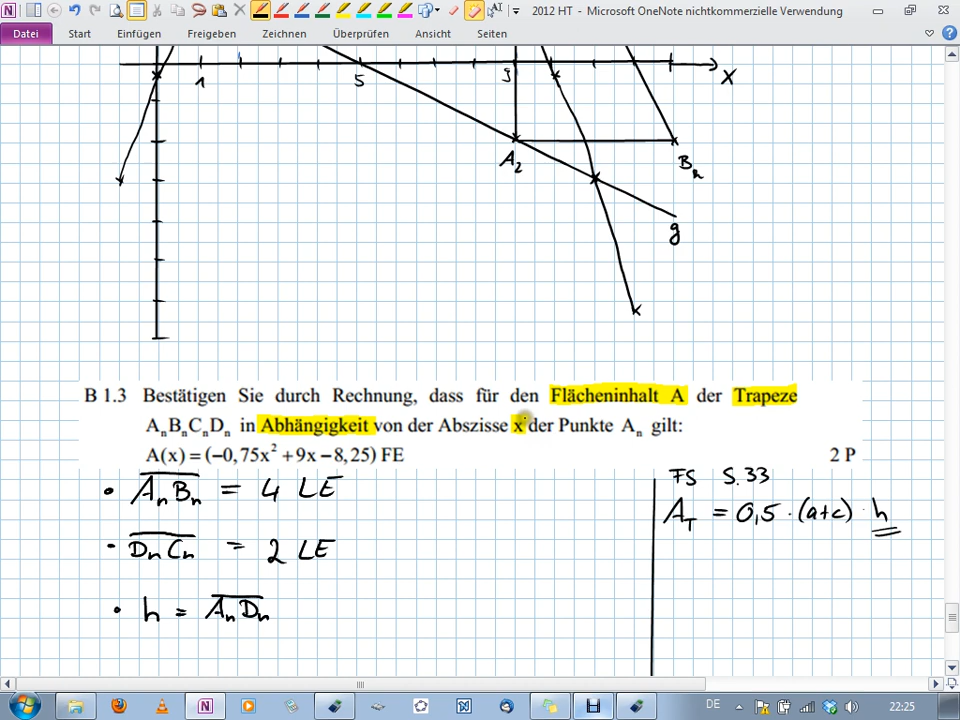 2012 HT - Microsoft OneNote nichtkommerzielle Verwendung
Datei Start Einfügen Freigeben Zeichnen Überprüfen Ansicht Seiten
1 5 9 X
A2 Bn
g
B 1.3 Bestätigen Sie durch Rechnung, dass für den Flächeninhalt A der Trapeze
AnBnCnDn in Abhängigkeit von der Abszisse x der Punkte An gilt:
A(x) = (−0,75x² + 9x − 8,25) FE 2 P
• AnBn = 4 LE
• DnCn = 2 LE
• h = AnDn
FS S.33
AT = 0,5 · (a+c) · h
DE 22:25